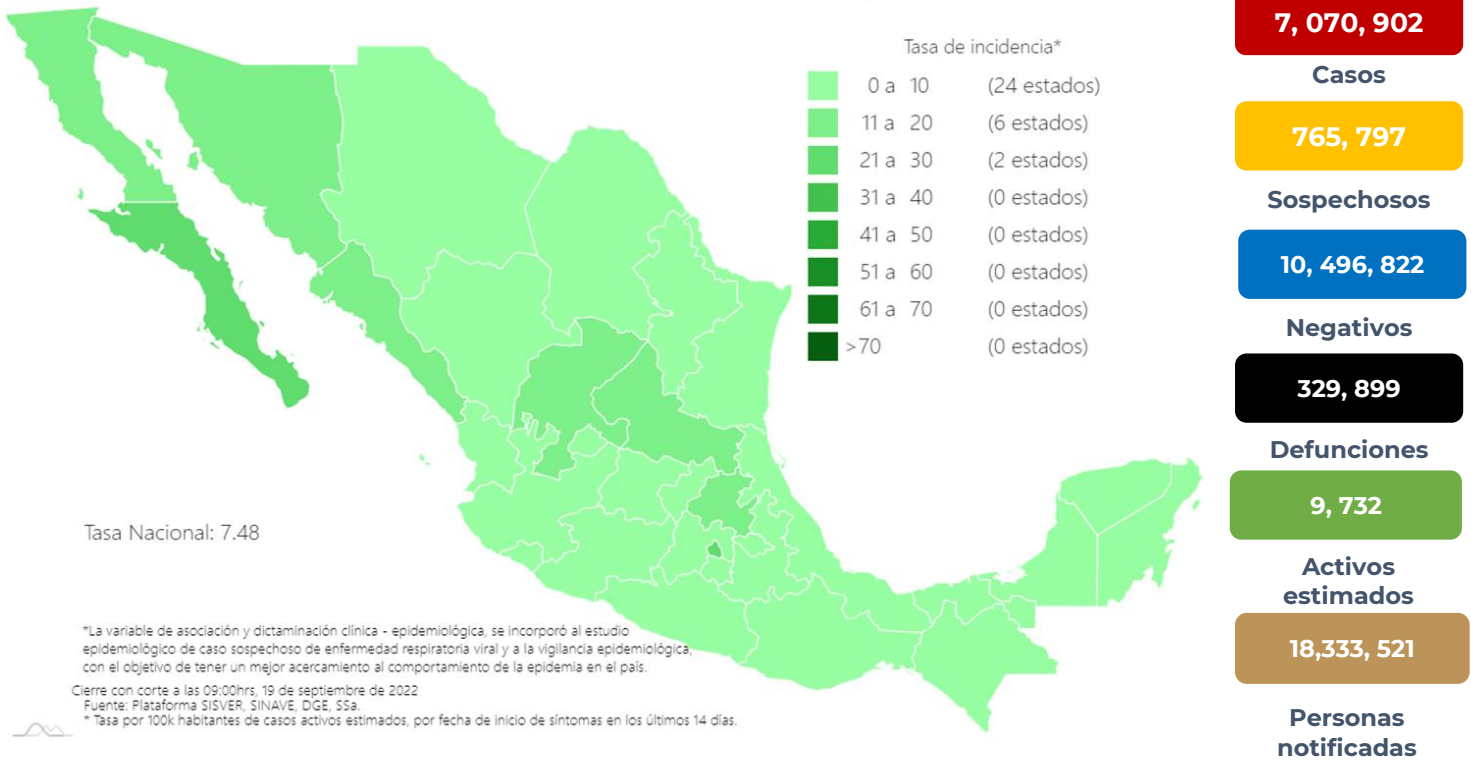 Tasa de incidencia*
0 a 10 (24 estados)
11 a 20 (6 estados)
21 a 30 (2 estados)
31 a 40 (0 estados)
41 a 50 (0 estados)
51 a 60 (0 estados)
61 a 70 (0 estados)
>70 (0 estados)
Tasa Nacional: 7.48
*La variable de asociación y dictaminación clínica - epidemiológica, se incorporó al estudio
epidemiológico de caso sospechoso de enfermedad respiratoria viral y a la vigilancia epidemiológica,
con el objetivo de tener un mejor acercamiento al comportamiento de la epidemia en el país.
Cierre con corte a las 09:00hrs, 19 de septiembre de 2022
Fuente: Plataforma SISVER, SINAVE, DGE, SSa.
* Tasa por 100k habitantes de casos activos estimados, por fecha de inicio de síntomas en los últimos 14 días.
7, 070, 902
Casos
765, 797
Sospechosos
10, 496, 822
Negativos
329, 899
Defunciones
9, 732
Activos
estimados
18,333, 521
Personas
notificadas